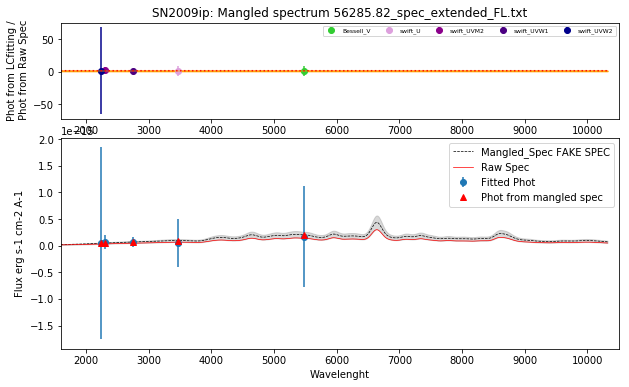 SN2009ip: Mangled spectrum 56285.82_spec_extended_FL.txt
Phot from LCfitting /
Phot from Raw Spec
50
0
−50
Bessell_V swift_U swift_UVM2 swift_UVW1 swift_UVW2
2000 3000 4000 5000 6000 7000 8000 9000 10000
1e−15
Flux erg s-1 cm-2 A-1
2.0
1.5
1.0
0.5
0.0
−0.5
−1.0
−1.5
Mangled_Spec FAKE SPEC
Raw Spec
Fitted Phot
Phot from mangled spec
2000 3000 4000 5000 6000 7000 8000 9000 10000
Wavelenght